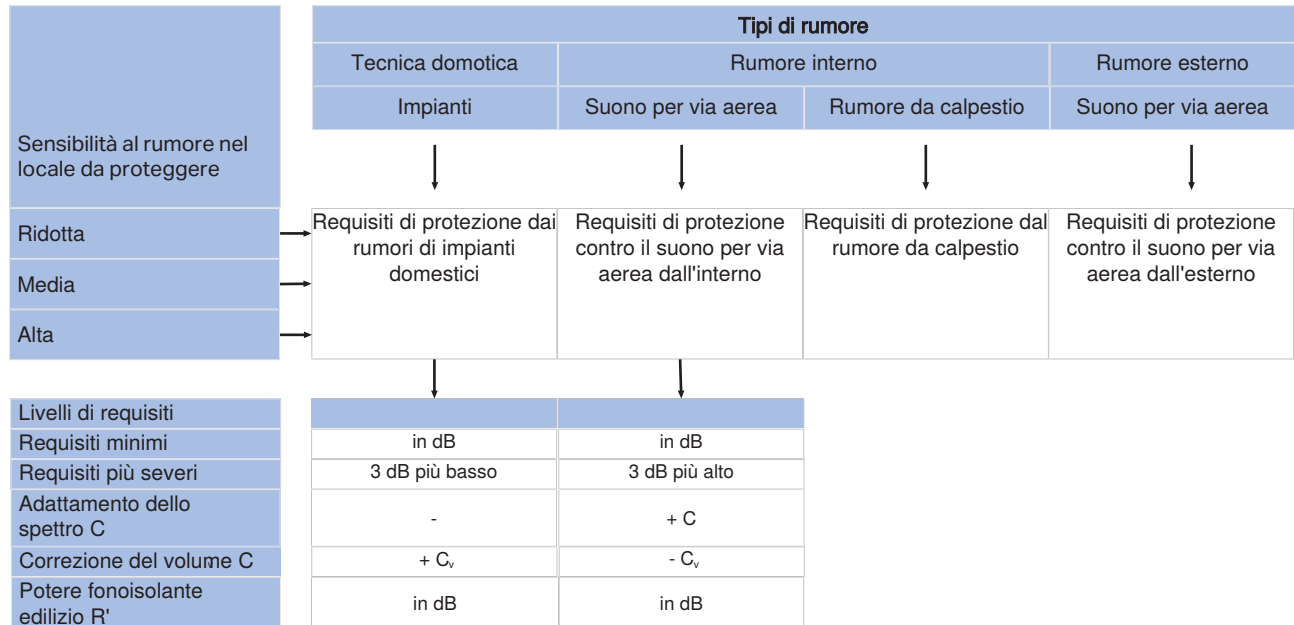 Tipi di rumore
Tecnica domotica
Rumore interno
Rumore esterno
Impianti
Suono per via aerea
Rumore da calpestio
Suono per via aerea
Sensibilità al rumore nel
locale da proteggere
Ridotta
Media
Alta
Requisiti di protezione dai
rumori di impianti
domestici
Requisiti di protezione
contro il suono per via
aerea dall'interno
Requisiti di protezione dal
rumore da calpestio
Requisiti di protezione
contro il suono per via
aerea dall'esterno
Livelli di requisiti
Requisiti minimi
in dB
in dB
Requisiti più severi
3 dB più basso
3 dB più alto
Adattamento dello
spettro C
-
+ C
Correzione del volume C
+ Cv
- Cv
Potere fonoisolante
edilizio R'
in dB
in dB